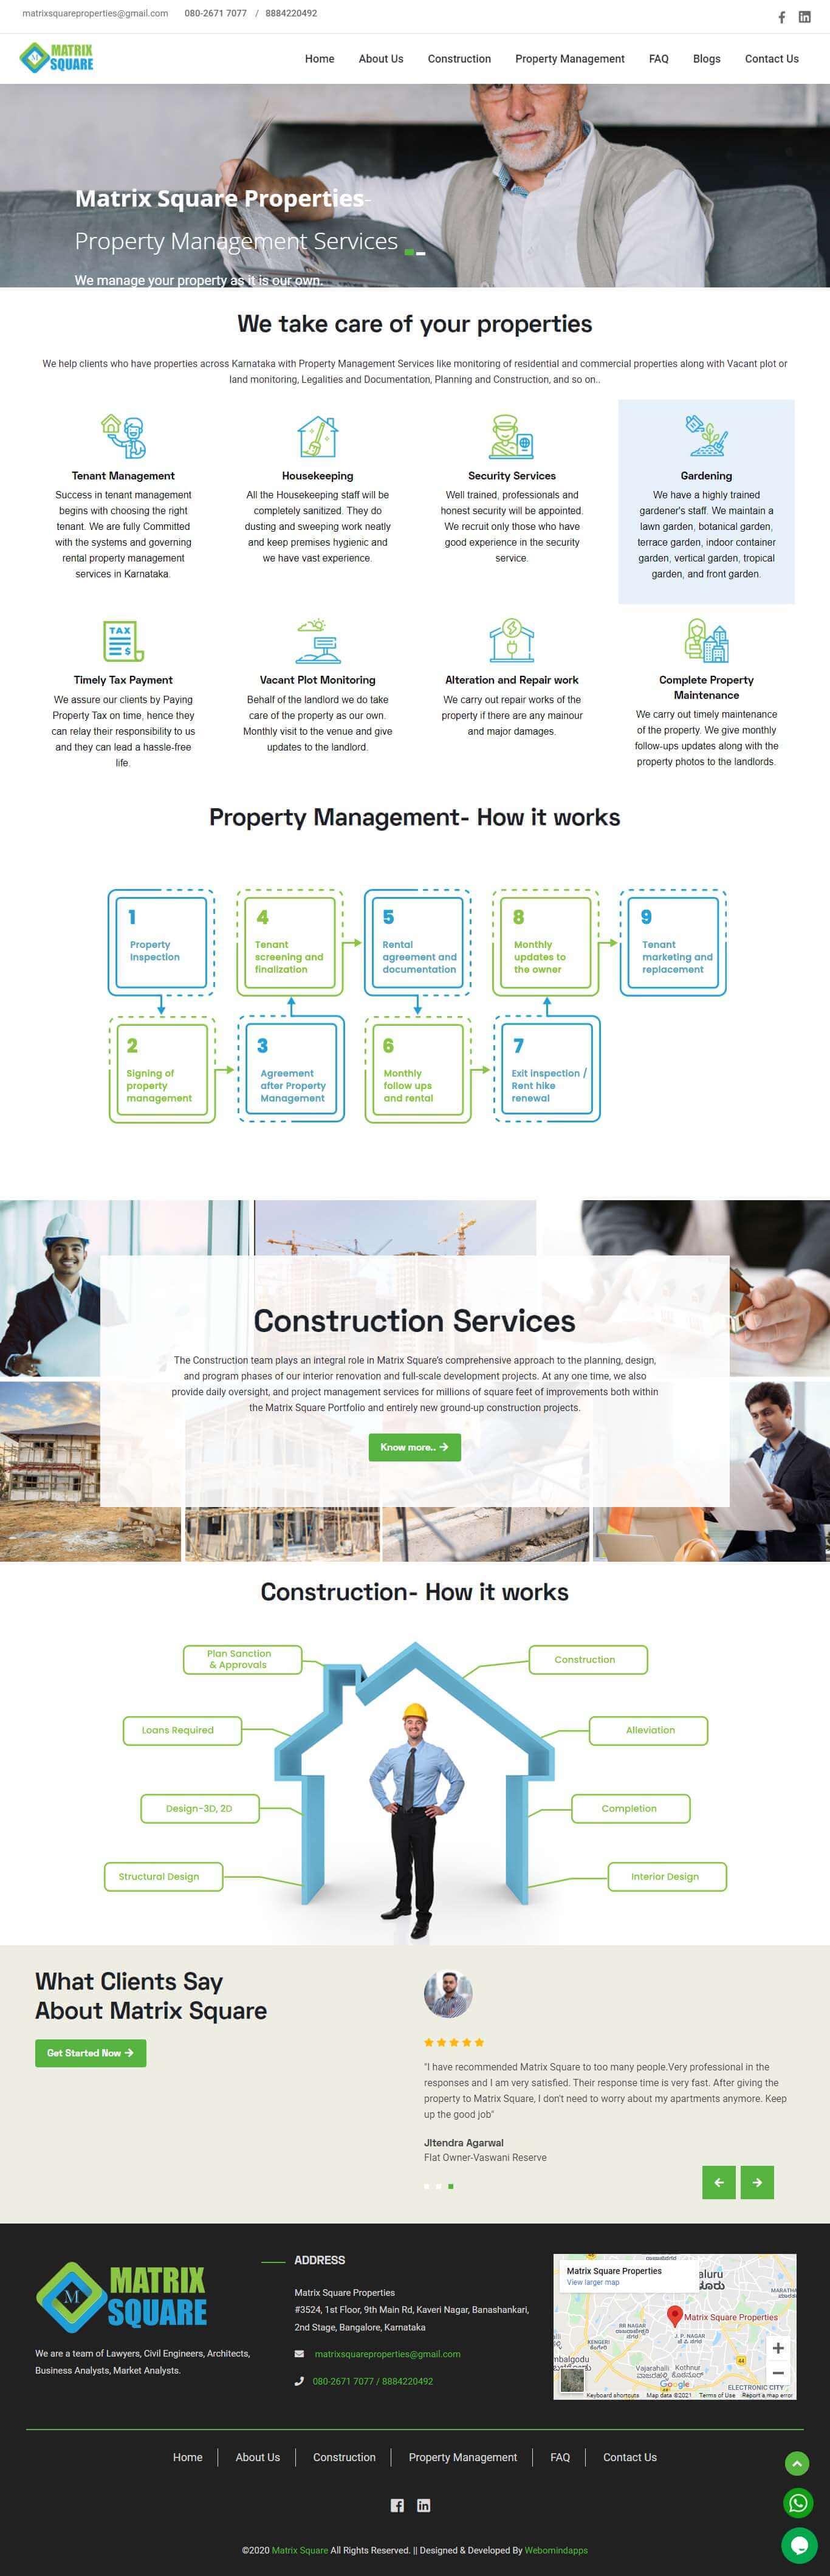 matrixsquareproperties@gmail.com 080-2671 7077 / 8884220492
MATRIX
SQUARE
M
Home About Us Construction Property Management FAQ Blogs Contact Us
Matrix Square Properties-
Property Management Services
We manage your property as it is our own.
We take care of your properties
We help clients who have properties across Karnataka with Property Management Services like monitoring of residential and commercial properties along with Vacant plot or
land monitoring, Legalities and Documentation, Planning and Construction, and so on..
Tenant Management
Success in tenant management
begins with choosing the right
tenant. We are fully Committed
with the systems and governing
rental property management
services in Karnataka.
Housekeeping
All the Housekeeping staff will be
completely sanitized. They do
dusting and sweeping work neatly
and keep premises hygienic and
we have vast experience.
Security Services
Well trained, professionals and
honest security will be appointed.
We recruit only those who have
good experience in the security
service.
Gardening
We have a highly trained
gardener's staff. We maintain a
lawn garden, botanical garden,
terrace garden, indoor container
garden, vertical garden, tropical
garden, and front garden.
TAX
$
Timely Tax Payment
We assure our clients by Paying
Property Tax on time, hence they
can relay their responsibility to us
and they can lead a hassle-free
life.
Vacant Plot Monitoring
Behalf of the landlord we do take
care of the property as our own.
Monthly visit to the venue and give
updates to the landlord.
Alteration and Repair work
We carry out repair works of the
property if there are any mainour
and major damages.
Complete Property
Maintenance
We carry out timely maintenance
of the property. We give monthly
follow-ups updates along with the
property photos to the landlords.
Property Management- How it works
1
Property
Inspection
4
Tenant
screening and
finalization
5
Rental
agreement and
documentation
8
Monthly
updates to
the owner
9
Tenant
marketing and
replacement
2
Signing of
property
management
3
Agreement
after Property
Management
6
Monthly
follow ups
and rental
7
Exit inspection /
Rent hike
renewal
Construction Services
The Construction team plays an integral role in Matrix Square's comprehensive approach to the planning, design,
and program phases of our interior renovation and full-scale development projects. At any one time, we also
provide daily oversight, and project management services for millions of square feet of improvements both within
the Matrix Square Portfolio and entirely new ground-up construction projects.
Know more..
Construction- How it works
Plan Sanction
& Approvals
Construction
Loans Required
Alleviation
Design-3D, 2D
Completion
Structural Design
Interior Design
What Clients Say
About Matrix Square
Get Started Now
"I have recommended Matrix Square to too many people.Very professional in the
responses and I am very satisfied. Their response time is very fast. After giving the
property to Matrix Square, I don't need to worry about my apartments anymore. Keep
up the good job"
Jitendra Agarwal
Flat Owner-Vaswani Reserve
M
MATRIX
SQUARE
We are a team of Lawyers, Civil Engineers, Architects,
Business Analysts, Market Analysts.
ADDRESS
Matrix Square Properties
#3524, 1st Floor, 9th Main Rd, Kaveri Nagar, Banashankari,
2nd Stage, Bangalore, Karnataka
matrixsquareproperties@gmail.com
080-2671 7077 / 8884220492
Matrix Square Properties
View larger map
aluru
Matrix Square Properties
RR NAGAR
J. P. NAGAR
KENGERI
mbalgodu
Vajarahalli Kothnur
44
Google
ELECTRONIC CITY
Keyboard shortcuts Map data ©2021 Terms of Use Report a map error
Home About Us Construction Property Management FAQ Contact Us
©2020 Matrix Square All Rights Reserved. || Designed & Developed By Webomindapps